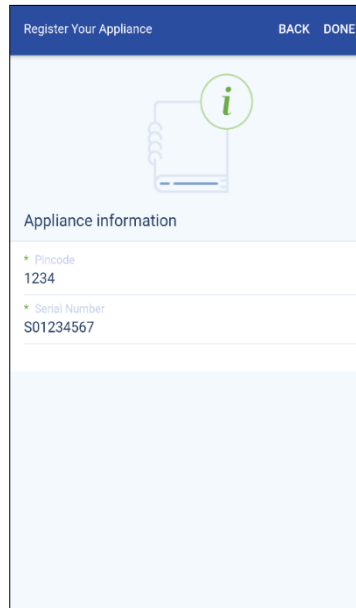 Register Your Appliance BACK DONE
i
Appliance information
* Pincode
1234
* Serial Number
S01234567